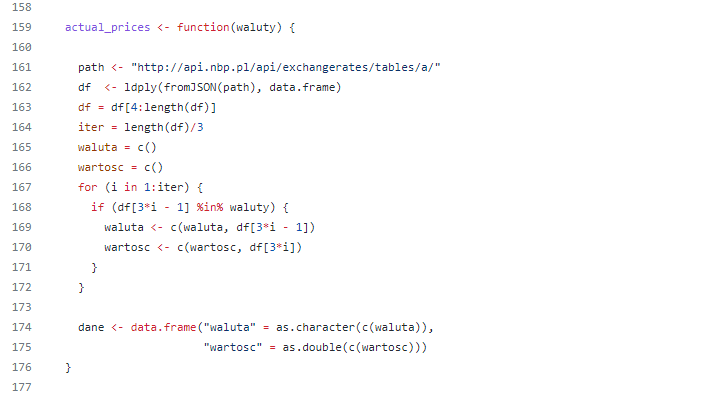 158
159 actual_prices <- function(waluty) {
160
161 path <- "http://api.nbp.pl/api/exchangerates/tables/a/"
162 df  <- ldply(fromJSON(path), data.frame)
163 df = df[4:length(df)]
164 iter = length(df)/3
165 waluta = c()
166 wartosc = c()
167 for (i in 1:iter) {
168 if (df[3*i - 1] %in% waluty) {
169 waluta <- c(waluta, df[3*i - 1])
170 wartosc <- c(wartosc, df[3*i])
171 }
172 }
173
174 dane <- data.frame("waluta" = as.character(c(waluta)),
175 "wartosc" = as.double(c(wartosc)))
176 }
177